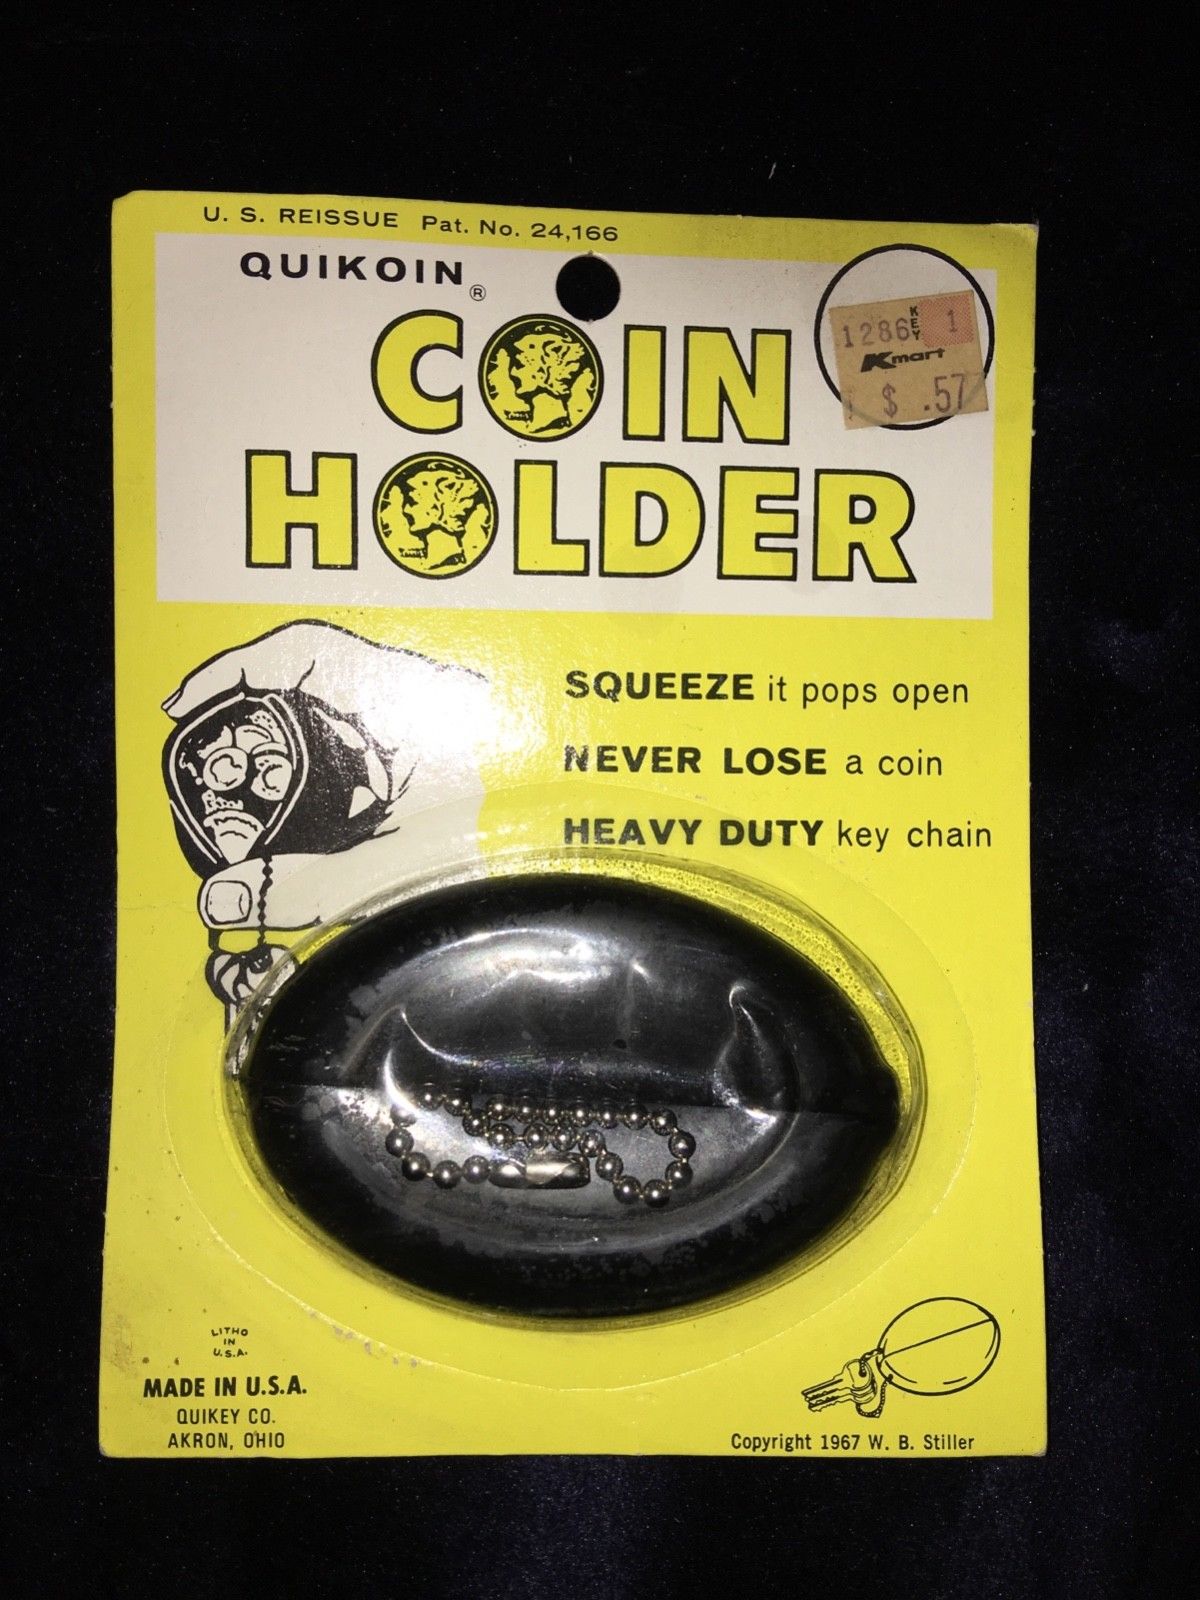 U. S. REISSUE Pat. No. 24,166
QUIKOIN®
COIN
HOLDER
1286 KEY 1
Kmart
$ .57
SQUEEZE it pops open
NEVER LOSE a coin
HEAVY DUTY key chain
LITHO
IN
U.S.A.
MADE IN U.S.A.
QUIKEY CO.
AKRON, OHIO
Copyright 1967 W. B. Stiller